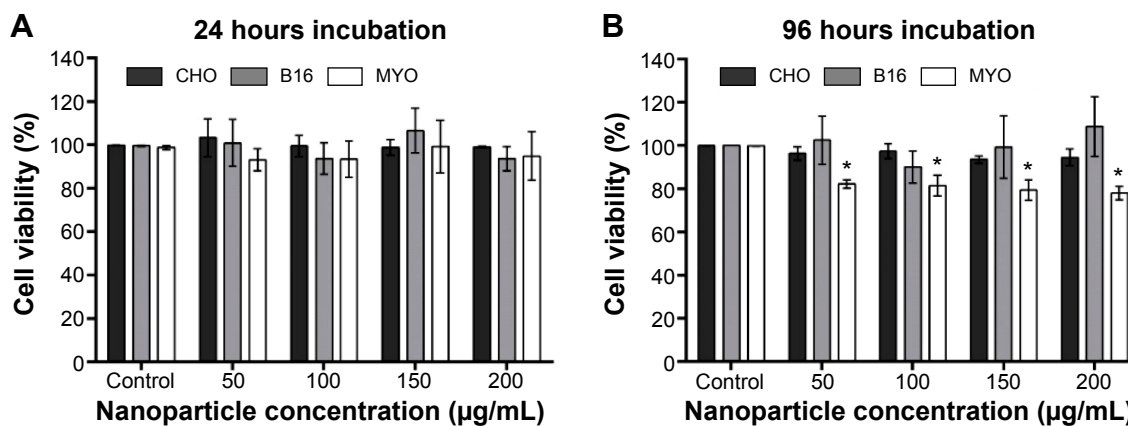 A
24 hours incubation
140
120
100
80
60
40
20
0
Cell viability (%)
CHO B16 MYO
Control 50 100 150 200
Nanoparticle concentration (µg/mL)
B
96 hours incubation
140
120
100
80
60
40
20
0
Cell viability (%)
CHO B16 MYO
* * * *
Control 50 100 150 200
Nanoparticle concentration (µg/mL)